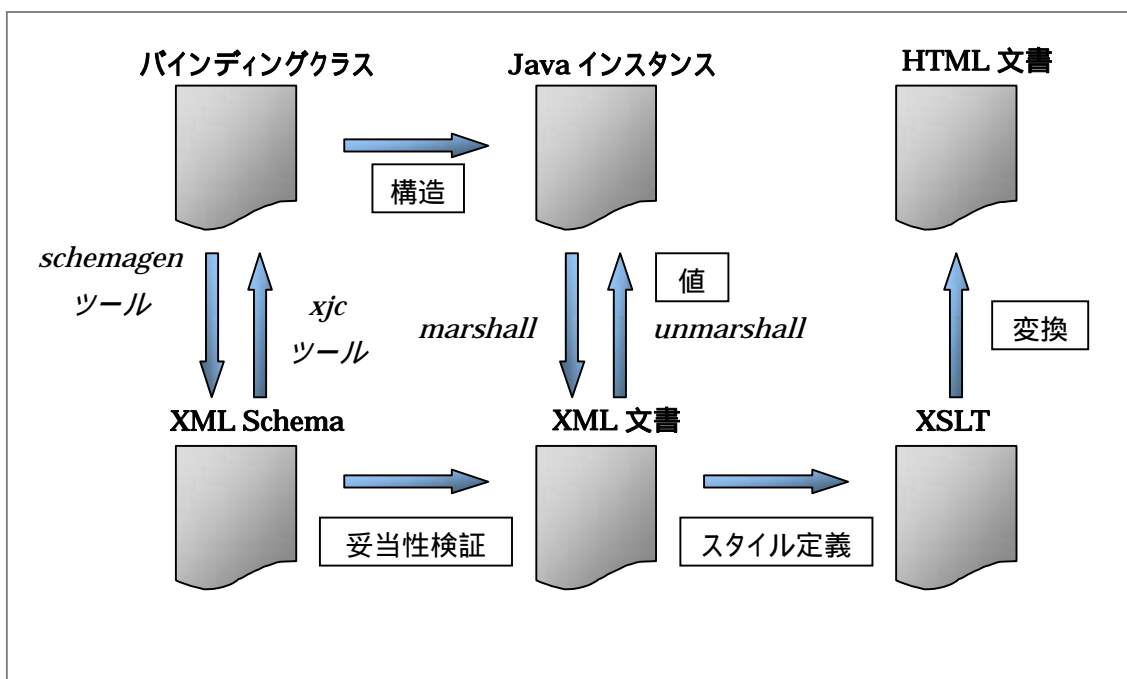 バインディングクラス
Java インスタンス
HTML 文書
構造
schemagen
ツール
xjc
ツール
marshall
値
unmarshall
変換
XML Schema
XML 文書
XSLT
妥当性検証
スタイル定義